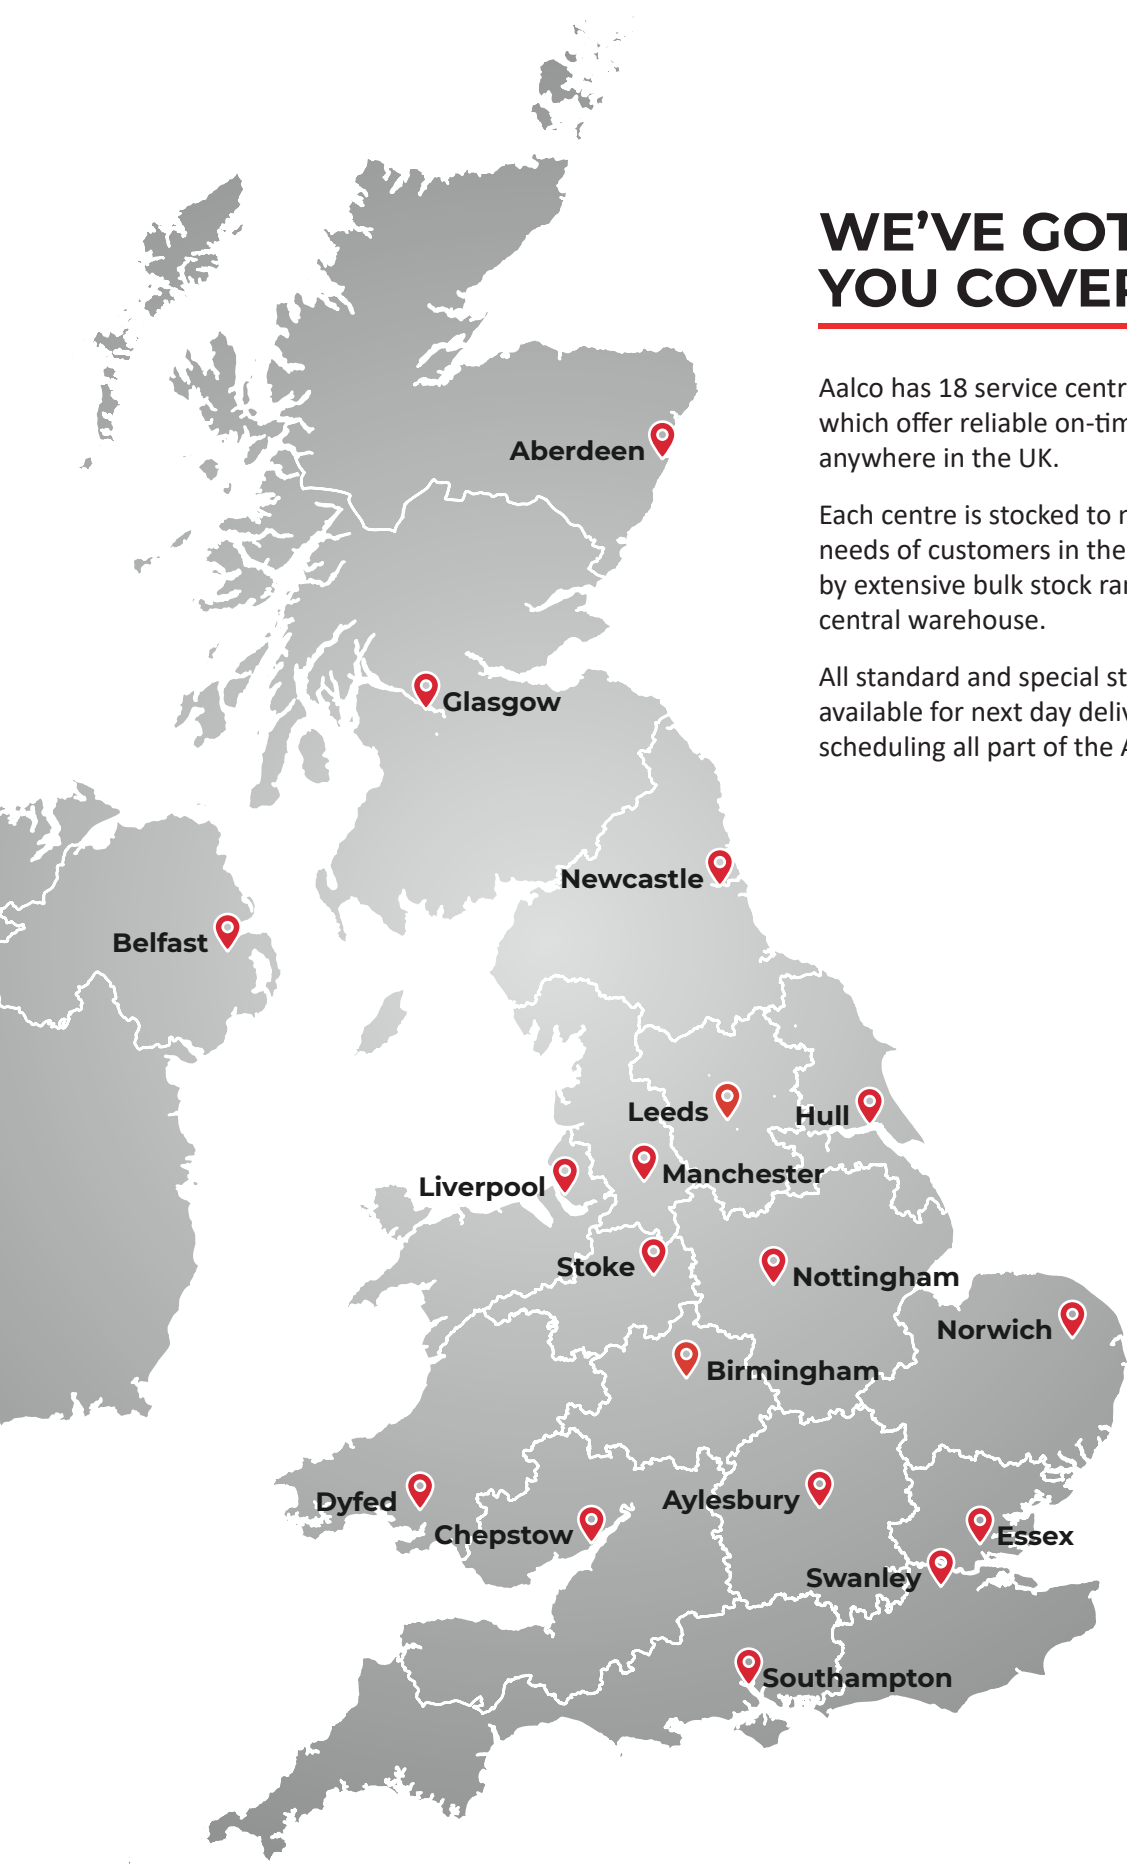 WE’VE GOT
YOU COVER
Aalco has 18 service centr
which offer reliable on-tim
anywhere in the UK.
Each centre is stocked to
needs of customers in the
by extensive bulk stock ran
central warehouse.
All standard and special st
available for next day deliv
scheduling all part of the A
Aberdeen
Glasgow
Newcastle
Belfast
Leeds
Hull
Manchester
Liverpool
Stoke
Nottingham
Norwich
Birmingham
Dyfed
Aylesbury
Chepstow
Essex
Swanley
Southampton